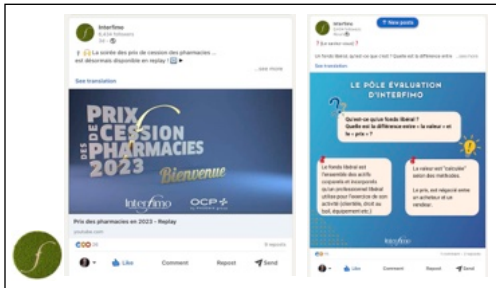 Interfimo
8,434 followers
la soirée des prix de cession des pharmacies ...
est désormais disponible en replay !
...see more
See translation
PRIX
DE CESSION
DES PHARMACIES
2023
Bienvenue
Interfimo
OCP+
Prix des pharmacies en 2023 - Replay
youtube.com
Like
Comment
Repost
Send
Interfimo
New posts
[Le saviez-vous]
Un fonds libéral, qu'est-ce que c'est ? Quelle est la différence entre
...see more
See translation
LE PÔLE ÉVALUATION
D'INTERFIMO
Qu'est-ce qu'un fonds libéral ?
Quelle est la différence entre « la valeur » et
le « prix » ?
Le fonds libéral est
l'ensemble des actifs
corporels et incorporels
qu'un professionnel libéral
utilise pour l'exercice de son
activité (clientèle, droit au
bail, équipement etc.)
La valeur est "calculée"
selon des méthodes.
Le prix, est négocié entre
un acheteur et un
vendeur.
Interfimo
Like
Comment
Repost
Send